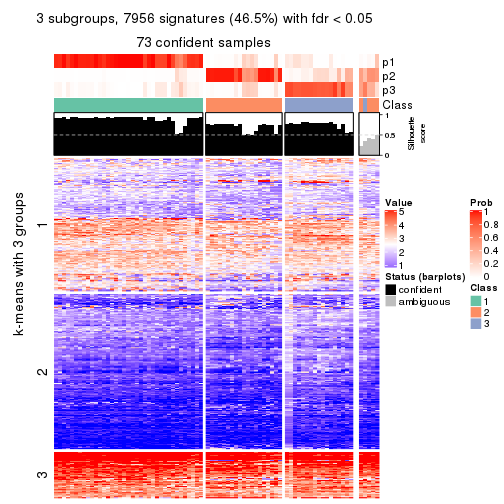 3 subgroups, 7956 signatures (46.5%) with fdr < 0.05
73 confident samples
p1
p2
p3
Class
1
0.5
0
Silhouette
score
k-means with 3 groups
1
2
3
Value
5
4
3
2
1
Status (barplots)
confident
ambiguous
Prob
1
0.8
0.6
0.4
0.2
0
Class
1
2
3